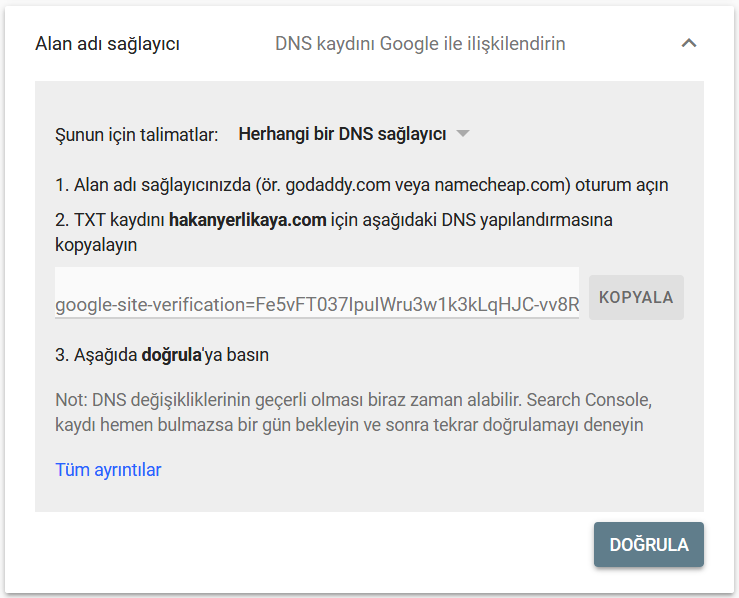 Alan adı sağlayıcı DNS kaydını Google ile ilişkilendirin
Şunun için talimatlar: Herhangi bir DNS sağlayıcı
1. Alan adı sağlayıcınızda (ör. godaddy.com veya namecheap.com) oturum açın
2. TXT kaydını hakanyerlikaya.com için aşağıdaki DNS yapılandırmasına
kopyalayın
google-site-verification=Fe5vFT037IpulWru3w1k3kLqHJC-vv8R KOPYALA
3. Aşağıda doğrula'ya basın
Not: DNS değişikliklerinin geçerli olması biraz zaman alabilir. Search Console,
kaydı hemen bulmazsa bir gün bekleyin ve sonra tekrar doğrulamayı deneyin
Tüm ayrıntılar
DOĞRULA